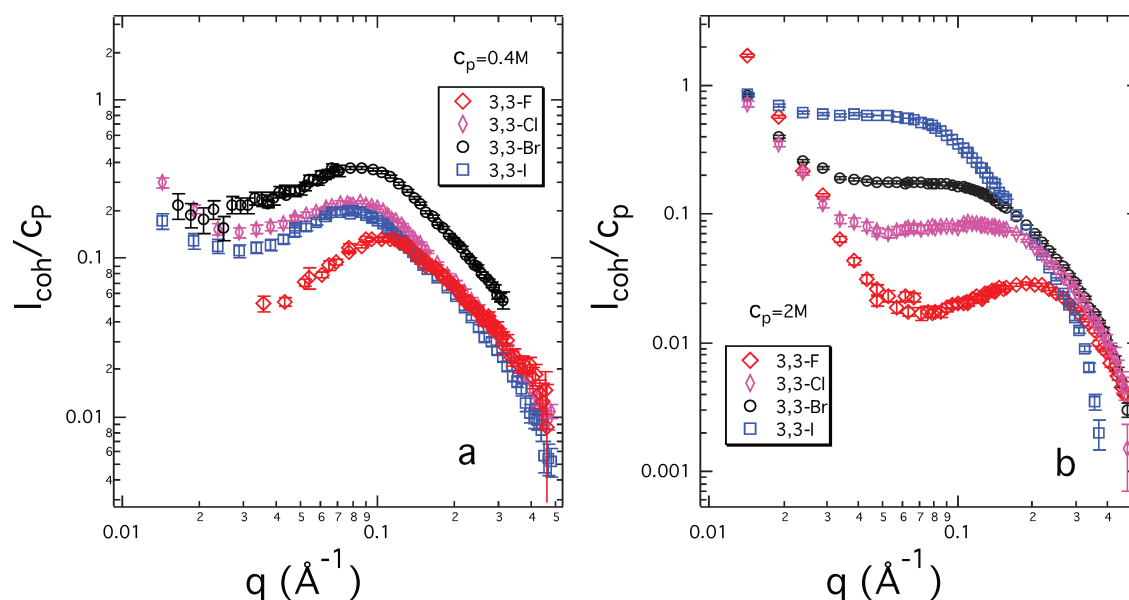 2
1
8
6
4
2
0.1
8
6
4
2
0.01
8
6
4
I_coh/c_P
c_p=0.4M
3,3-F
3,3-Cl
3,3-Br
3,3-I
a
0.01 2 3 4 5 6 7 8 9 0.1 2 3 4 5
q (Å⁻¹)
1
0.1
0.01
0.001
I_coh/c_p
c_p=2M
3,3-F
3,3-Cl
3,3-Br
3,3-I
b
0.01 2 3 4 5 6 7 8 9 0.1 2 3 4
q (Å⁻¹)